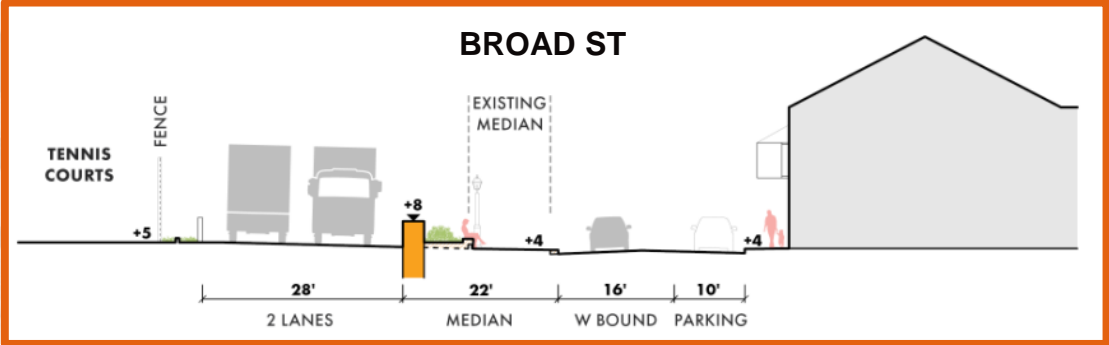 BROAD ST
FENCE
EXISTING
MEDIAN
TENNIS
COURTS
+8
+5
+4
+4
28'
22'
16'
10'
2 LANES
MEDIAN
W BOUND
PARKING